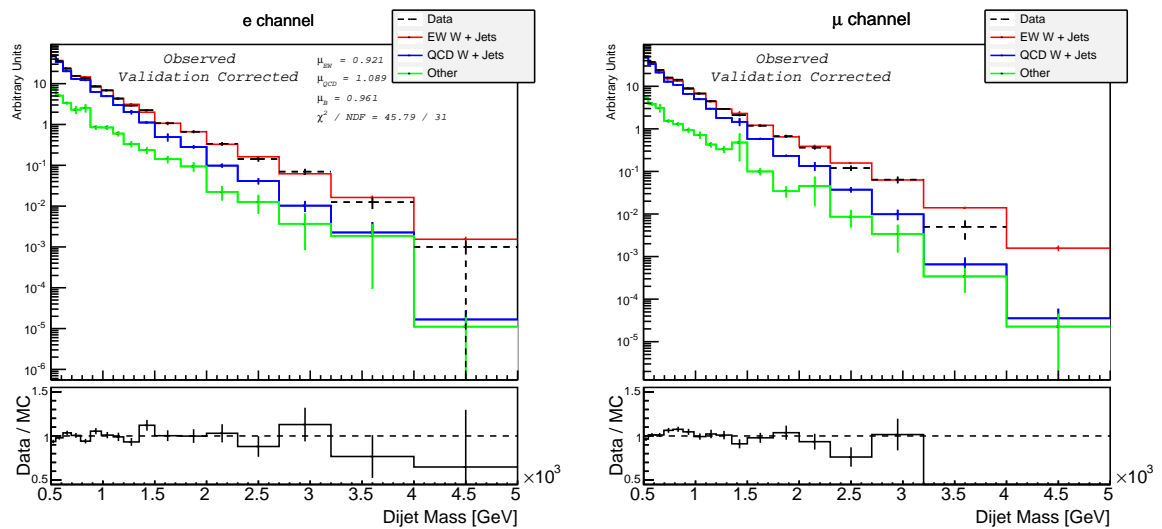 e channel
Data
EW W + Jets
QCD W + Jets
Other
Observed
Validation Corrected
μ_EW = 0.921
μ_QCD = 1.089
μ_B = 0.961
χ² / NDF = 45.79 / 31
Arbitrary Units
10
1
10⁻¹
10⁻²
10⁻³
10⁻⁴
10⁻⁵
10⁻⁶
Data / MC
1.5
1
0.5
0.5 1 1.5 2 2.5 3 3.5 4 4.5 5
×10³
Dijet Mass [GeV]
μ channel
Data
EW W + Jets
QCD W + Jets
Other
Observed
Validation Corrected
Arbitrary Units
10
1
10⁻¹
10⁻²
10⁻³
10⁻⁴
10⁻⁵
Data / MC
1.5
1
0.5
0.5 1 1.5 2 2.5 3 3.5 4 4.5 5
×10³
Dijet Mass [GeV]